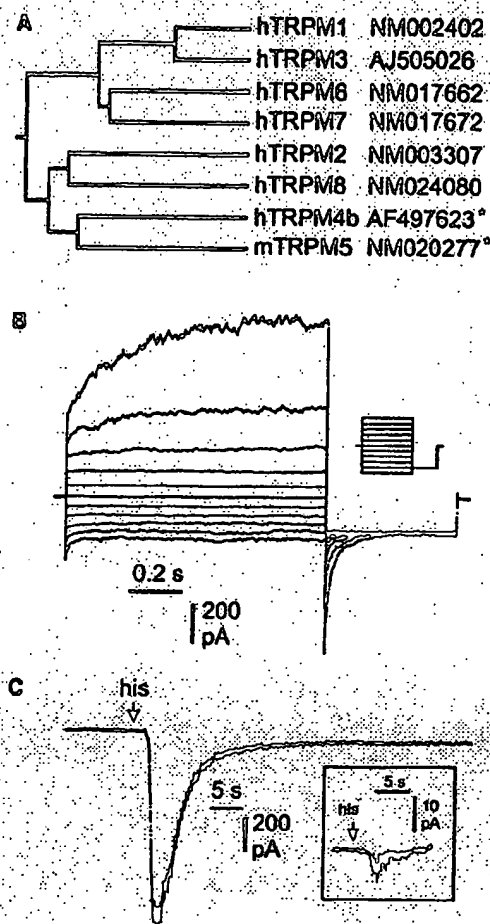 A
hTRPM1 NM002402
hTRPM3 AJ505026
hTRPM6 NM017662
hTRPM7 NM017672
hTRPM2 NM003307
hTRPM8 NM024080
hTRPM4b AF497623*
mTRPM5 NM020277*
B
0.2 s
200
pA
C
his
5 s
200
pA
5 s
his
10
pA